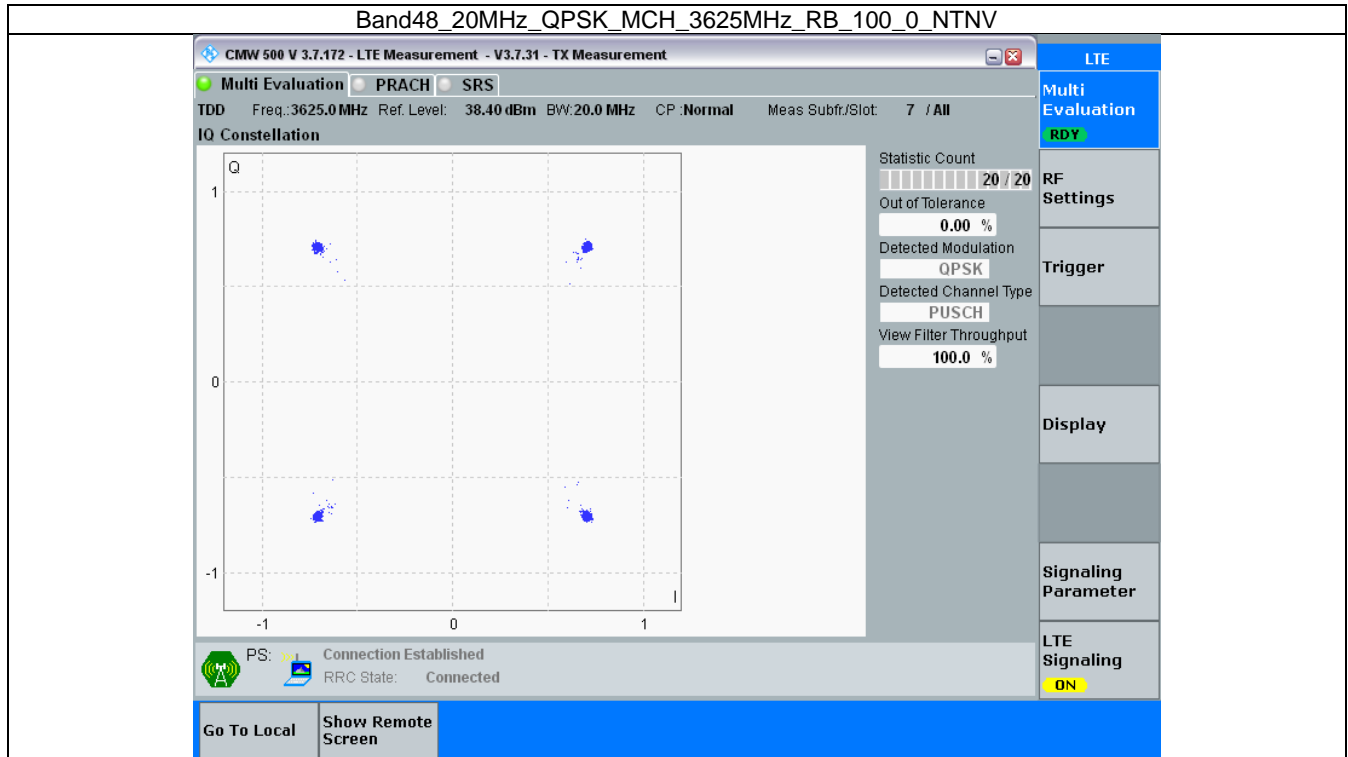 Band48_20MHz_QPSK_MCH_3625MHz_RB_100_0_NTNV
CMW 500 V 3.7.172 - LTE Measurement - V3.7.31 - TX Measurement
LTE
Multi Evaluation PRACH SRS
Multi
Evaluation
RDY
TDD Freq.:3625.0 MHz Ref. Level: 38.40 dBm BW:20.0 MHz CP :Normal Meas Subfr./Slot: 7 / All
IQ Constellation
Q
1
0
-1
I
-1 0 1
Statistic Count
20 / 20
Out of Tolerance
0.00 %
Detected Modulation
QPSK
Detected Channel Type
PUSCH
View Filter Throughput
100.0 %
RF
Settings
Trigger
Display
Signaling
Parameter
LTE
Signaling
ON
PS: Connection Established
RRC State: Connected
Go To Local
Show Remote
Screen